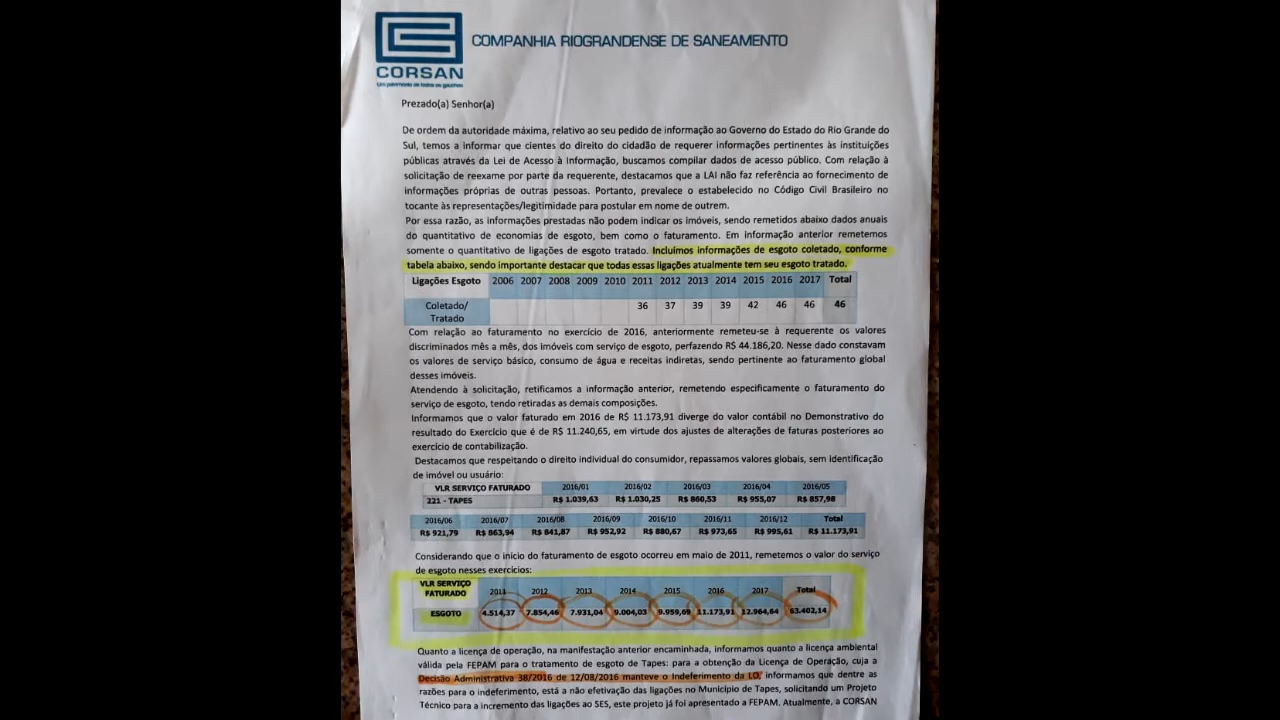 COMPANHIA RIOGRANDENSE DE SANEAMENTO
CORSAN
Um patrimônio de todos os gaúchos
Prezado(a) Senhor(a)
De ordem da autoridade máxima, relativo ao seu pedido de informação ao Governo do Estado do Rio Grande do
Sul, temos a informar que cientes do direito do cidadão de requerer informações pertinentes às instituições
públicas através da Lei de Acesso à Informação, buscamos compilar dados de acesso público. Com relação à
solicitação de reexame por parte da requerente, destacamos que a LAI não faz referência ao fornecimento de
informações próprias de outras pessoas. Portanto, prevalece o estabelecido no Código Civil Brasileiro no
tocante às representações/legitimidade para postular em nome de outrem.
Por essa razão, as informações prestadas não podem indicar os imóveis, sendo remetidos abaixo dados anuais
do quantitativo de economias de esgoto, bem como o faturamento. Em informação anterior remetemos
somente o quantitativo de ligações de esgoto tratado. Incluímos informações de esgoto coletado, conforme
tabela abaixo, sendo importante destacar que todas essas ligações atualmente tem seu esgoto tratado.
Ligações Esgoto 2006 2007 2008 2009 2010 2011 2012 2013 2014 2015 2016 2017 Total
Coletado/ 36 37 39 39 42 46 46 46
Tratado
Com relação ao faturamento no exercício de 2016, anteriormente remeteu-se à requerente os valores
discriminados mês a mês, dos imóveis com serviço de esgoto, perfazendo R$ 44.186,20. Nesse dado constavam
os valores de serviço básico, consumo de água e receitas indiretas, sendo pertinente ao faturamento global
desses imóveis.
Atendendo à solicitação, retificamos a informação anterior, remetendo especificamente o faturamento do
serviço de esgoto, tendo retiradas as demais composições.
Informamos que o valor faturado em 2016 de R$ 11.173,91 diverge do valor contábil no Demonstrativo do
resultado do Exercício que é de R$ 11.240,65, em virtude dos ajustes de alterações de faturas posteriores ao
exercício de contabilização.
Destacamos que respeitando o direito individual do consumidor, repassamos valores globais, sem identificação
de imóvel ou usuário:
VLR SERVIÇO FATURADO 2016/01 2016/02 2016/03 2016/04 2016/05
221 - TAPES R$ 1.039,63 R$ 1.030,25 R$ 860,53 R$ 955,07 R$ 857,98
2016/06 2016/07 2016/08 2016/09 2016/10 2016/11 2016/12 Total
R$ 921,79 R$ 863,94 R$ 841,87 R$ 952,92 R$ 880,67 R$ 973,65 R$ 995,61 R$ 11.173,91
Considerando que o início do faturamento de esgoto ocorreu em maio de 2011, remetemos o valor do serviço
de esgoto nesses exercícios:
VLR SERVIÇO
FATURADO 2011 2012 2013 2014 2015 2016 2017 Total
ESGOTO 4.514,37 7.854,46 7.931,04 9.004,03 9.959,69 11.173,91 12.964,64 63.402,14
Quanto a licença de operação, na manifestação anterior encaminhada, informamos quanto a licença ambiental
válida pela FEPAM para o tratamento de esgoto de Tapes: para a obtenção da Licença de Operação, cuja a
Decisão Administrativa 38/2016 de 12/08/2016 manteve o Indeferimento da LO, informamos que dentre as
razões para o indeferimento, está a não efetivação das ligações no Município de Tapes, solicitando um Projeto
Técnico para o incremento das ligações ao SES, este projeto já foi apresentado a FEPAM. Atualmente, a CORSAN